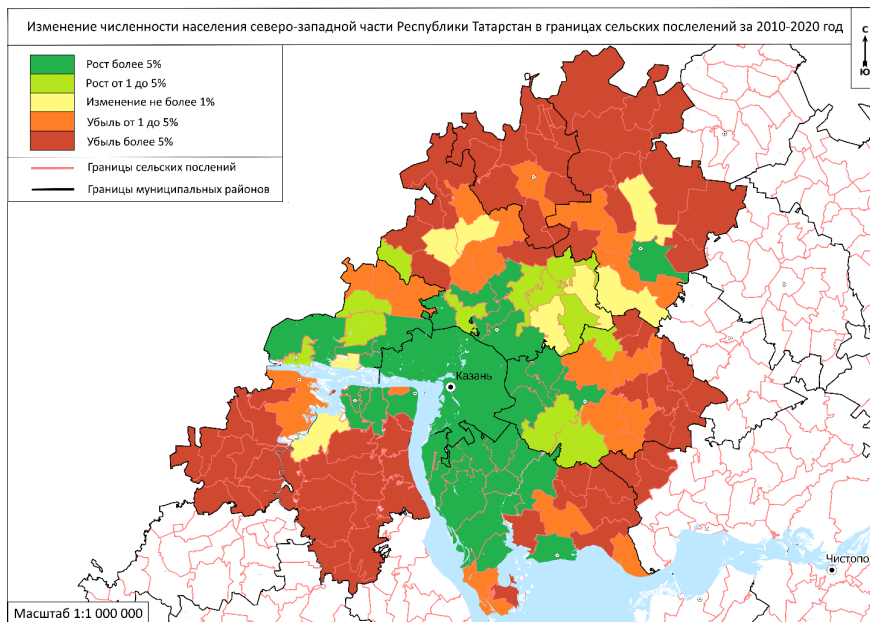 Изменение численности населения северо-западной части Республики Татарстан в границах сельских послелений за 2010-2020 год
С
Ю
Рост более 5%
Рост от 1 до 5%
Изменение не более 1%
Убыль от 1 до 5%
Убыль более 5%
Границы сельских послений
Границы муниципальных районов
Казань
Чистопо
Масштаб 1:1 000 000